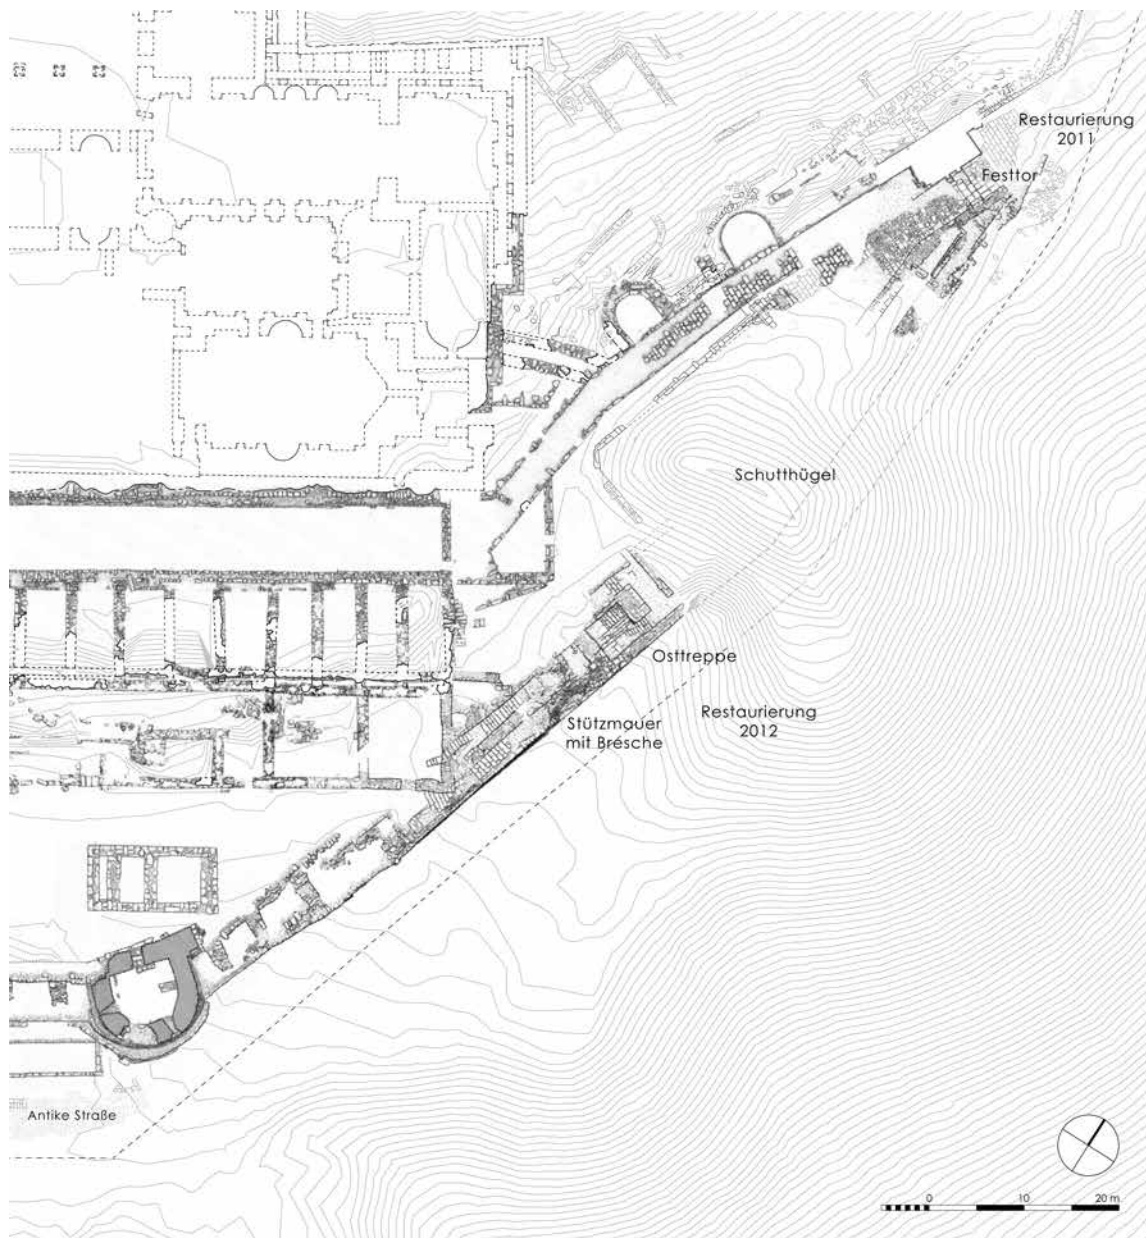 Restaurierung
2011
Festtor
Schutthügel
Osttreppe
Restaurierung
2012
Stützmauer
mit Bresche
Antike Straße
0 10 20 m